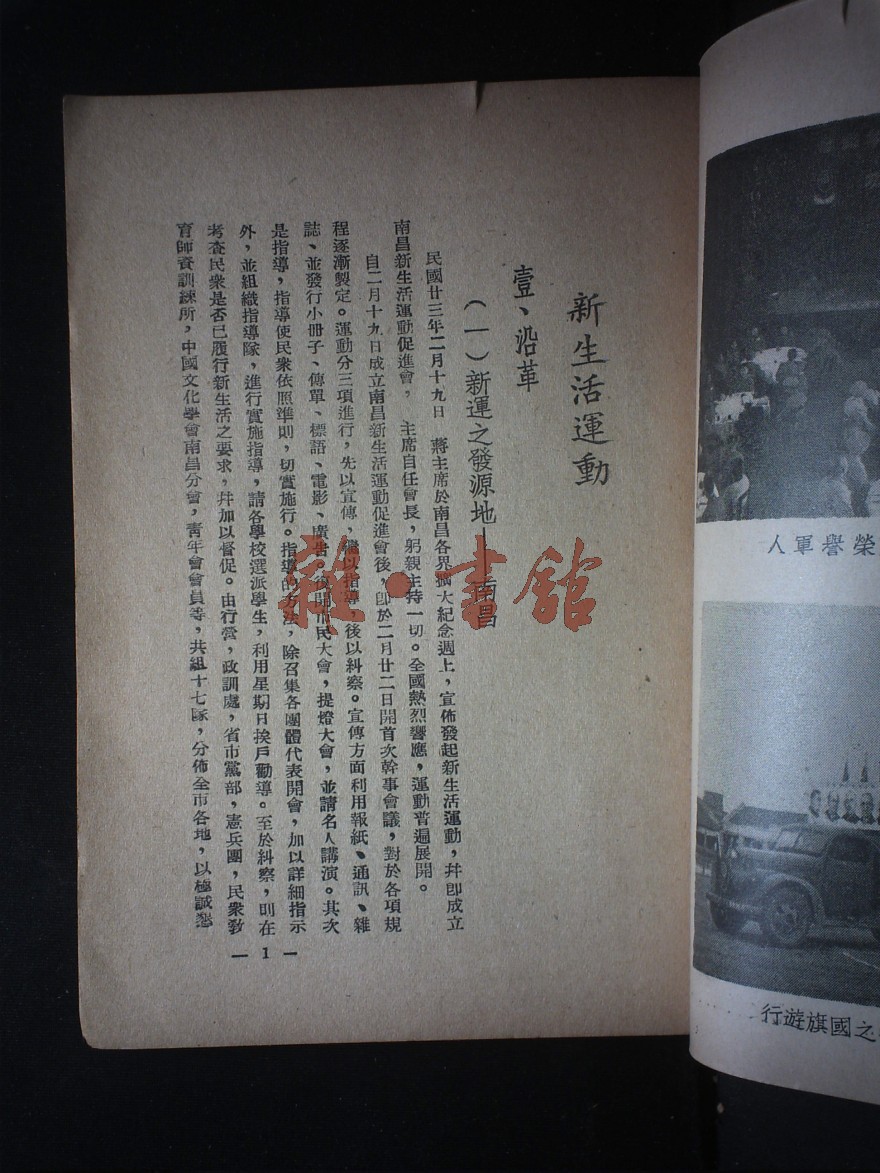 新生活運動
壹、沿革
(一)新運之發源地—南昌
民國廿三年二月十九日　蔣主席於南昌各界擴大紀念週上，宣佈發起新生活運動，幷卽成立
南昌新生活運動促進會，　主席自任會長，躬親主持一切。全國熱烈響應，運動普遍展開。
自二月十九日成立南昌新生活運動促進會後，卽於二月廿二日開首次幹事會議，對於各項規
程逐漸製定。運動分三項進行，先以宣傳，繼以指導，後以糾察。宣傳方面利用報紙、通訊、雜
誌、並發行小冊子、傳單、標語、電影、廣告，復開市民大會，提燈大會，並請名人講演。其次
是指導，指導使民衆依照準則，切實施行。指導的方法，除召集各團體代表開會，加以詳細指示
外，並組織指導隊，進行實施指導，請各學校選派學生，利用星期日挨戶勸導。至於糾察，則在
考查民衆是否已履行新生活之要求，幷加以督促。由行營，政訓處，省市黨部，憲兵團，民衆敎
育師資訓練所，中國文化學會南昌分會，靑年會會員等，共組十七隊，分佈全市各地，以極誠懇
— 1 —
榮譽軍人
之國旗遊行
雜·書館